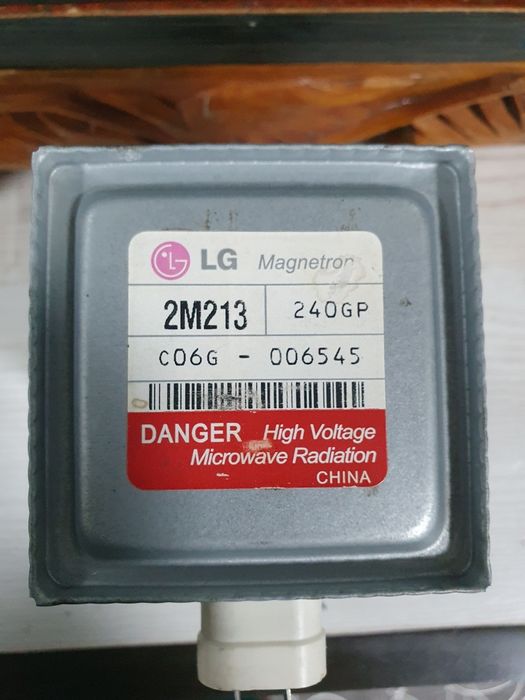 LG Magnetron
2M213 240GP
C06G - 006545
DANGER High Voltage
Microwave Radiation
CHINA